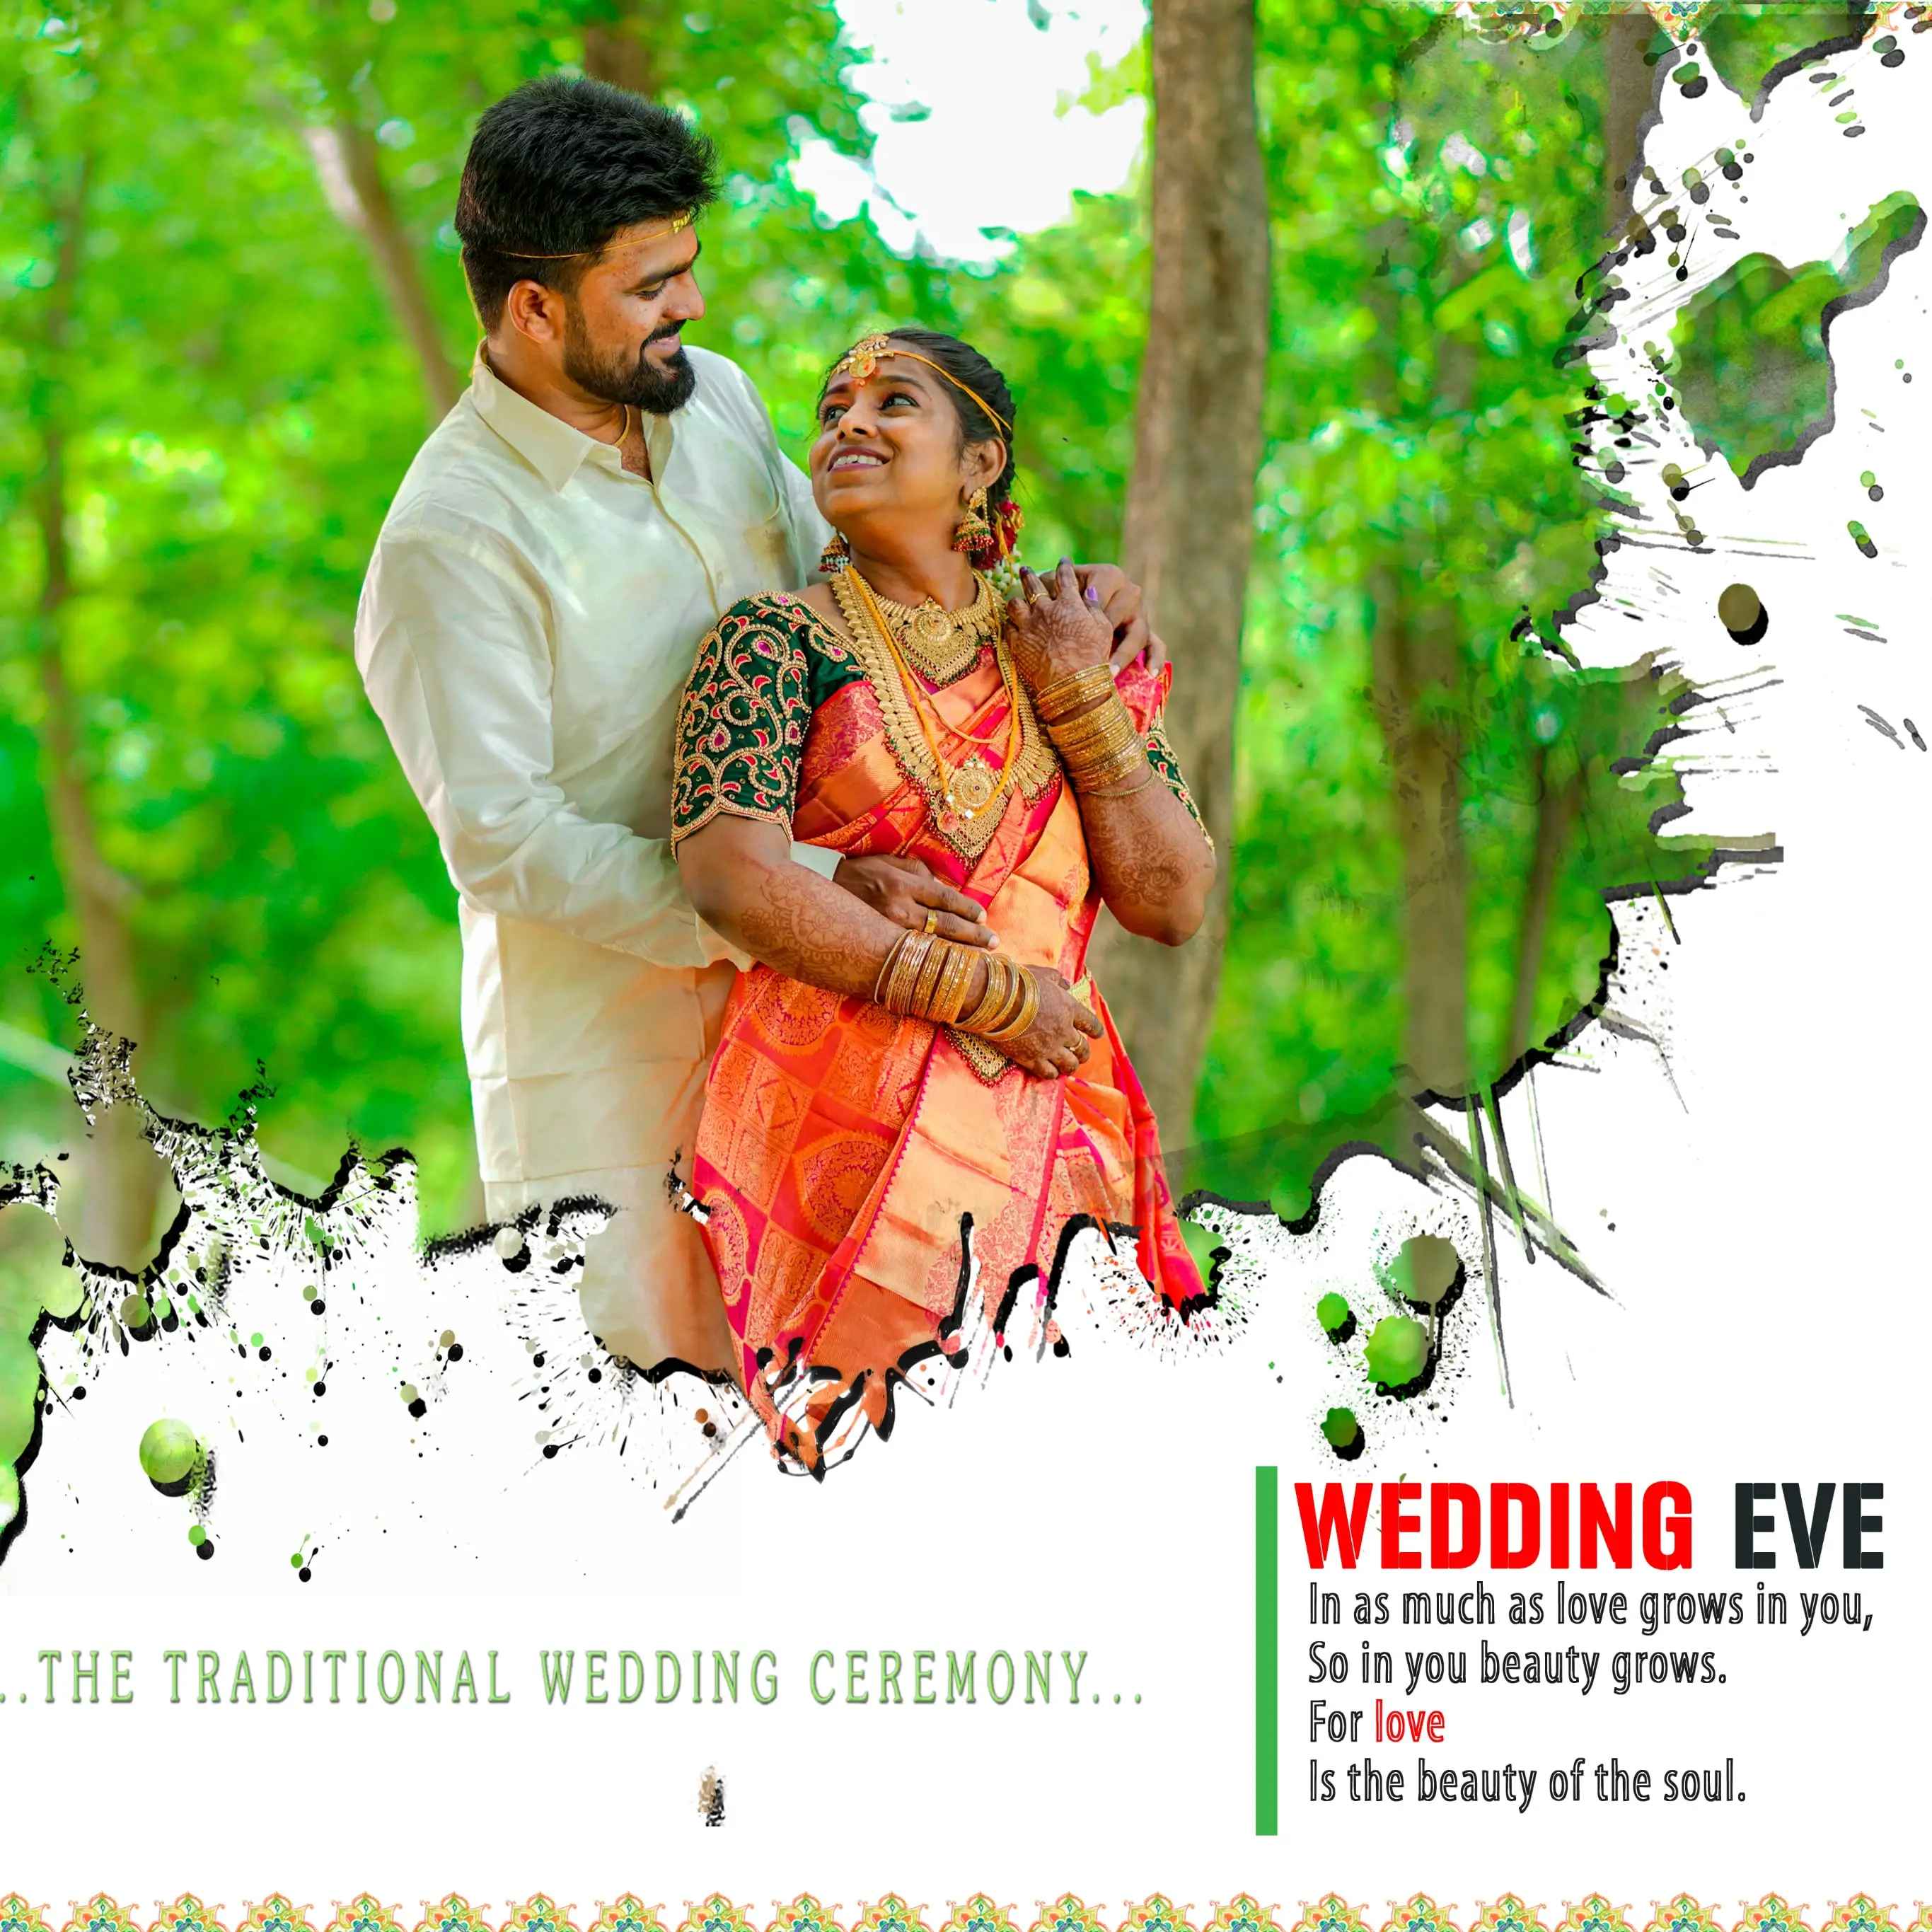 ..THE TRADITIONAL WEDDING CEREMONY...
WEDDING EVE
In as much as love grows in you,
So in you beauty grows.
For love
Is the beauty of the soul.